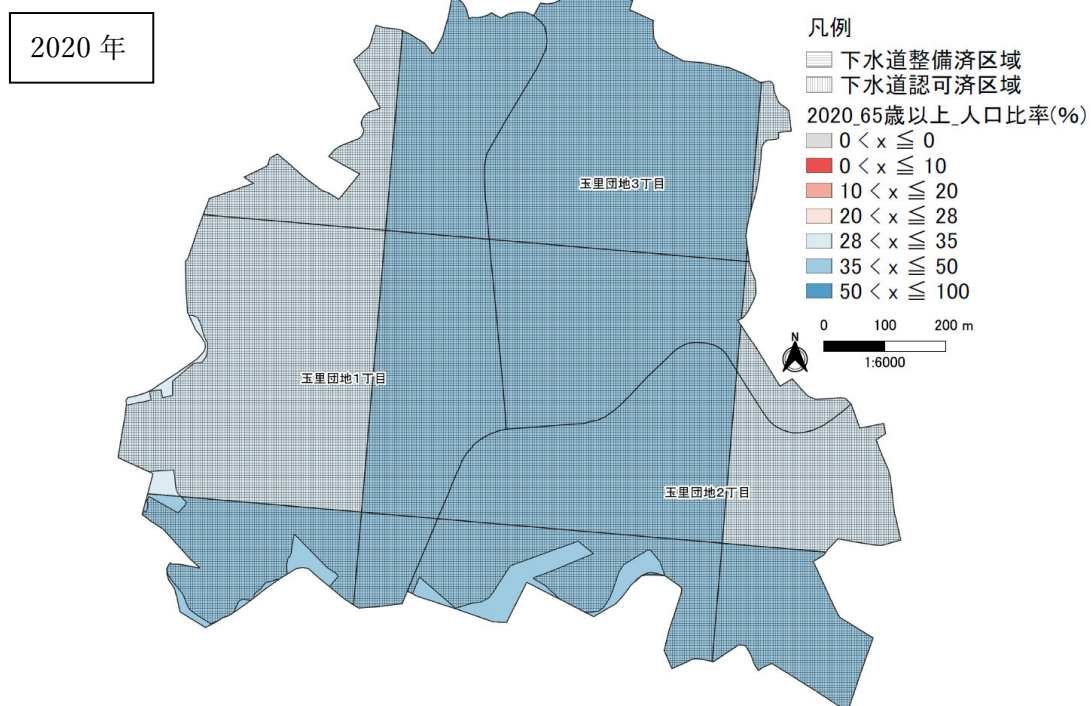 2020 年
凡例
下水道整備済区域
下水道認可済区域
2020_65歳以上_人口比率(%)
0 < x ≦ 0
0 < x ≦ 10
10 < x ≦ 20
20 < x ≦ 28
28 < x ≦ 35
35 < x ≦ 50
50 < x ≦ 100
0 100 200 m
N
1:6000
玉里団地3丁目
玉里団地1丁目
玉里団地2丁目